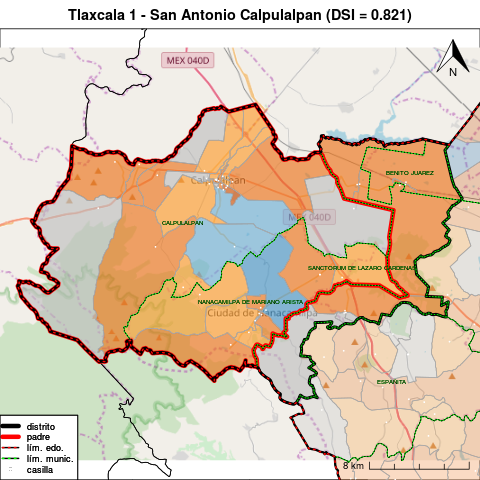 Tlaxcala 1 - San Antonio Calpulalpan (DSI = 0.821)
MEX 040D
N
BENITO JUAREZ
MEX 040D
CALPULALPAN
SANCTORUM DE LAZARO CARDENAS
NANACAMILPA DE MARIANO ARISTA
Ciudad de Nanacamilpa
ESPAÑITA
distrito
padre
lím. edo.
lím. munic.
casilla
8 km